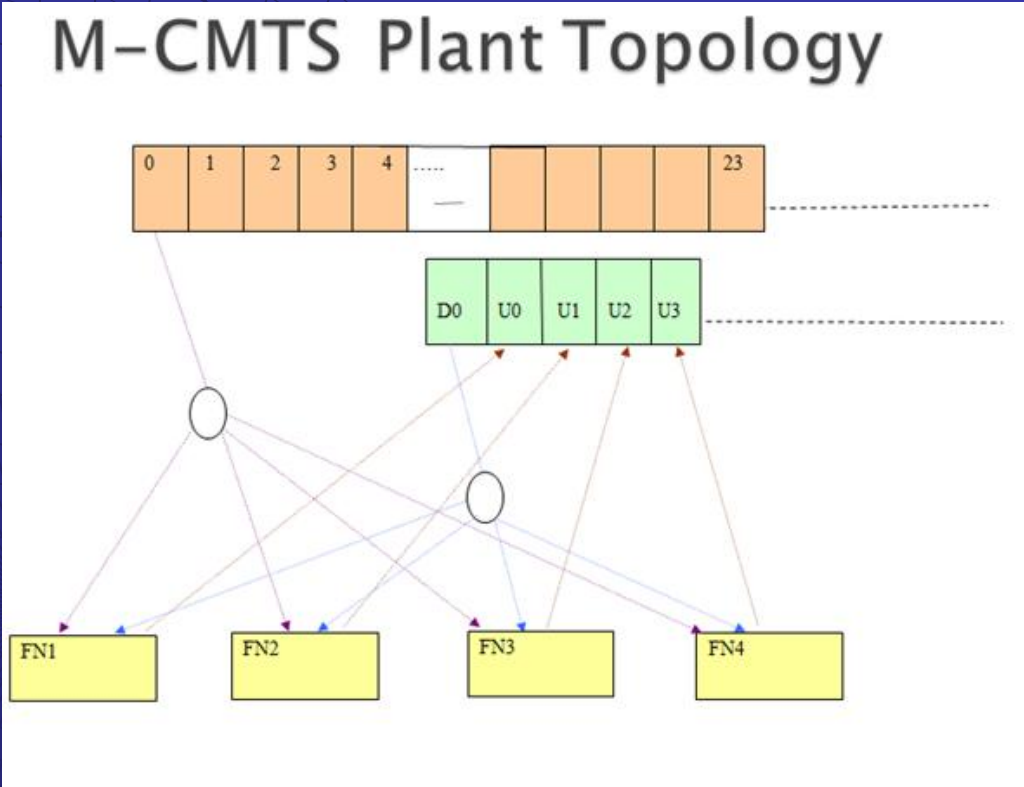 M-CMTS Plant Topology
0 1 2 3 4 ..... 23
D0 U0 U1 U2 U3
FN1 FN2 FN3 FN4